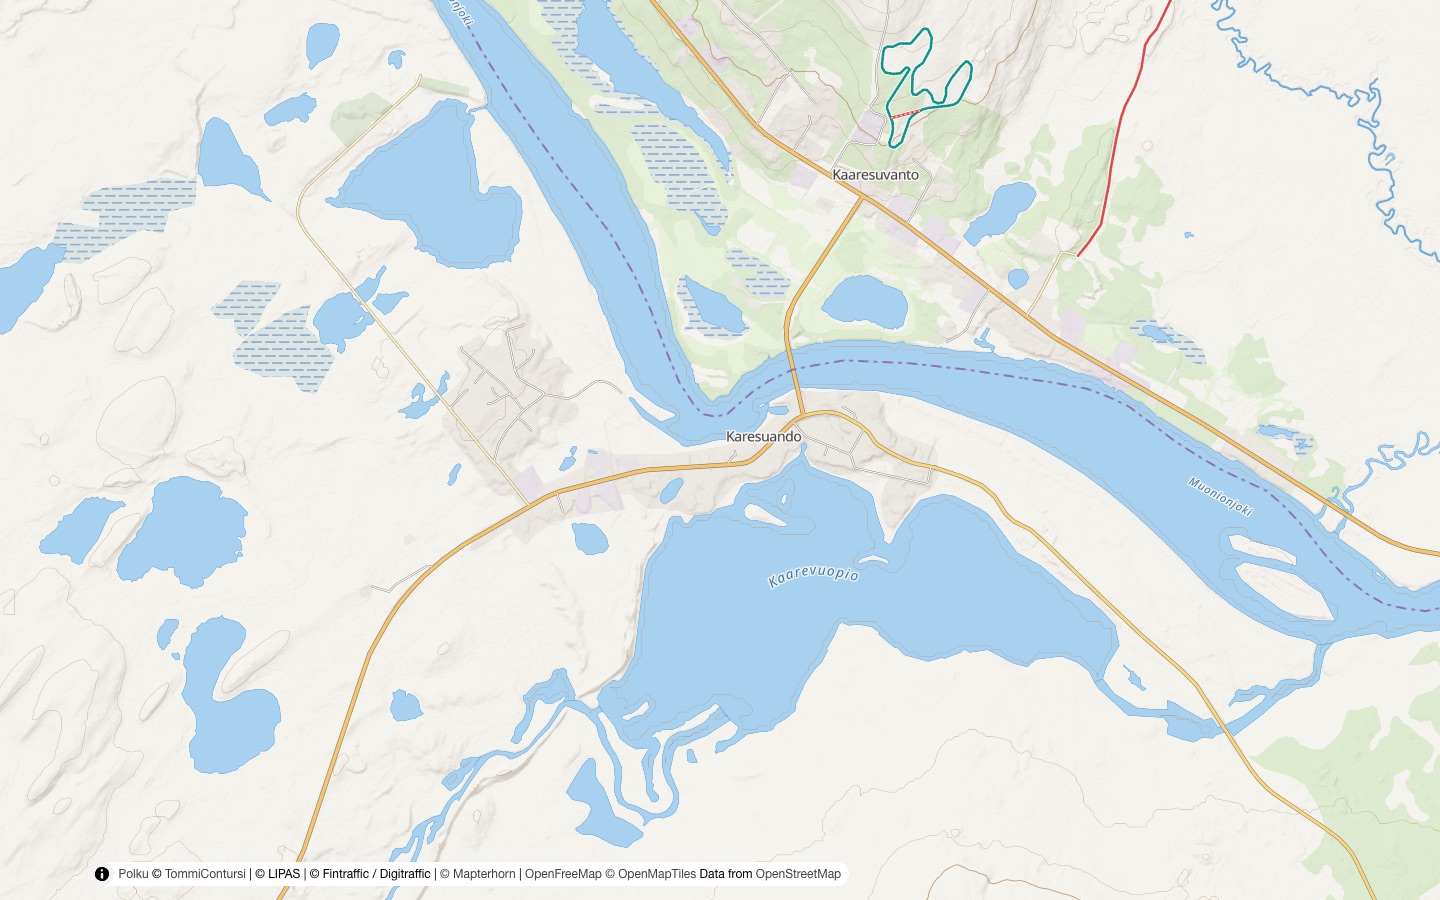 Kaaresuvanto
Karesuando
Muonionjoki
Kaarevuopio
Polku © TommiContursi | © LIPAS | © Fintraffic / Digitraffic | © Mapterhorn | OpenFreeMap © OpenMapTiles Data from OpenStreetMap